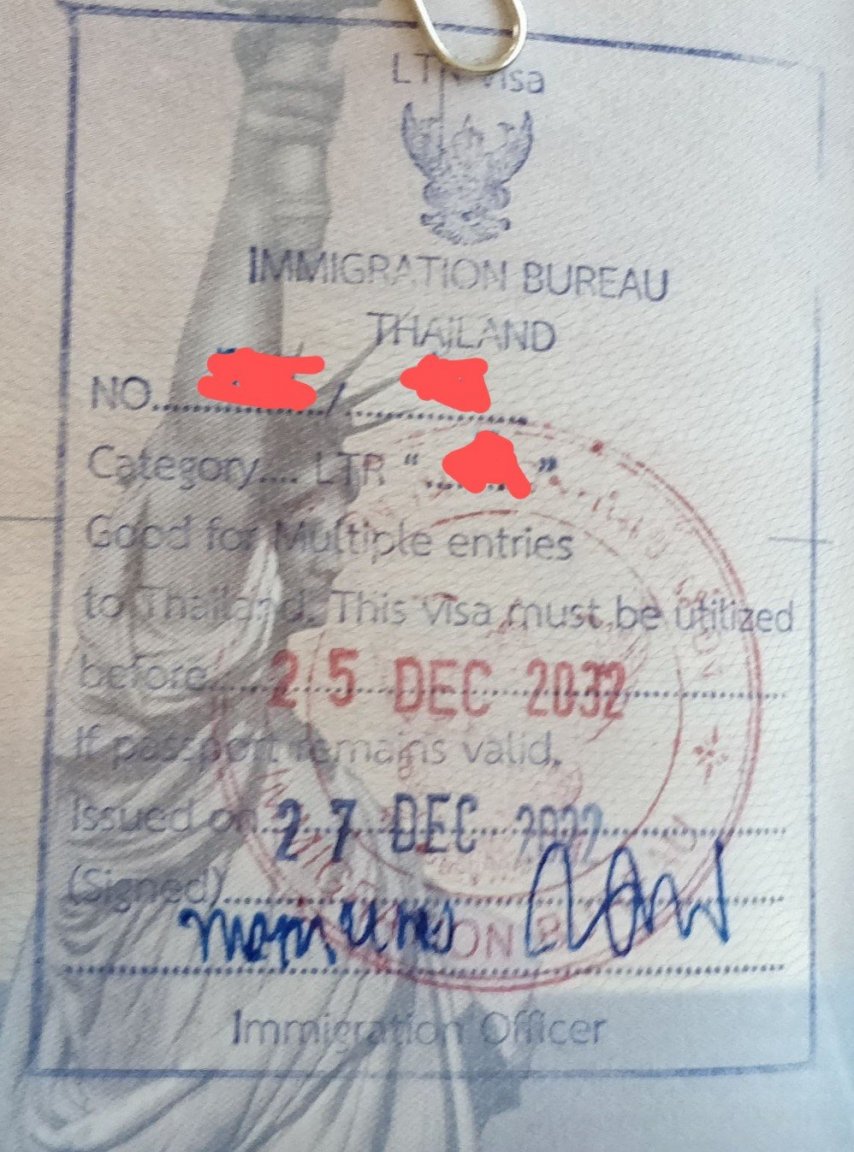 LTR Visa
IMMIGRATION BUREAU
THAILAND
NO............/............
Category.... LTR “ ”
Good for Multiple entries
to Thailand. This visa must be utilized
before 25 DEC 2032
If passport remains valid.
Issued on 27 DEC 2022
(Signed)
Immigration Officer